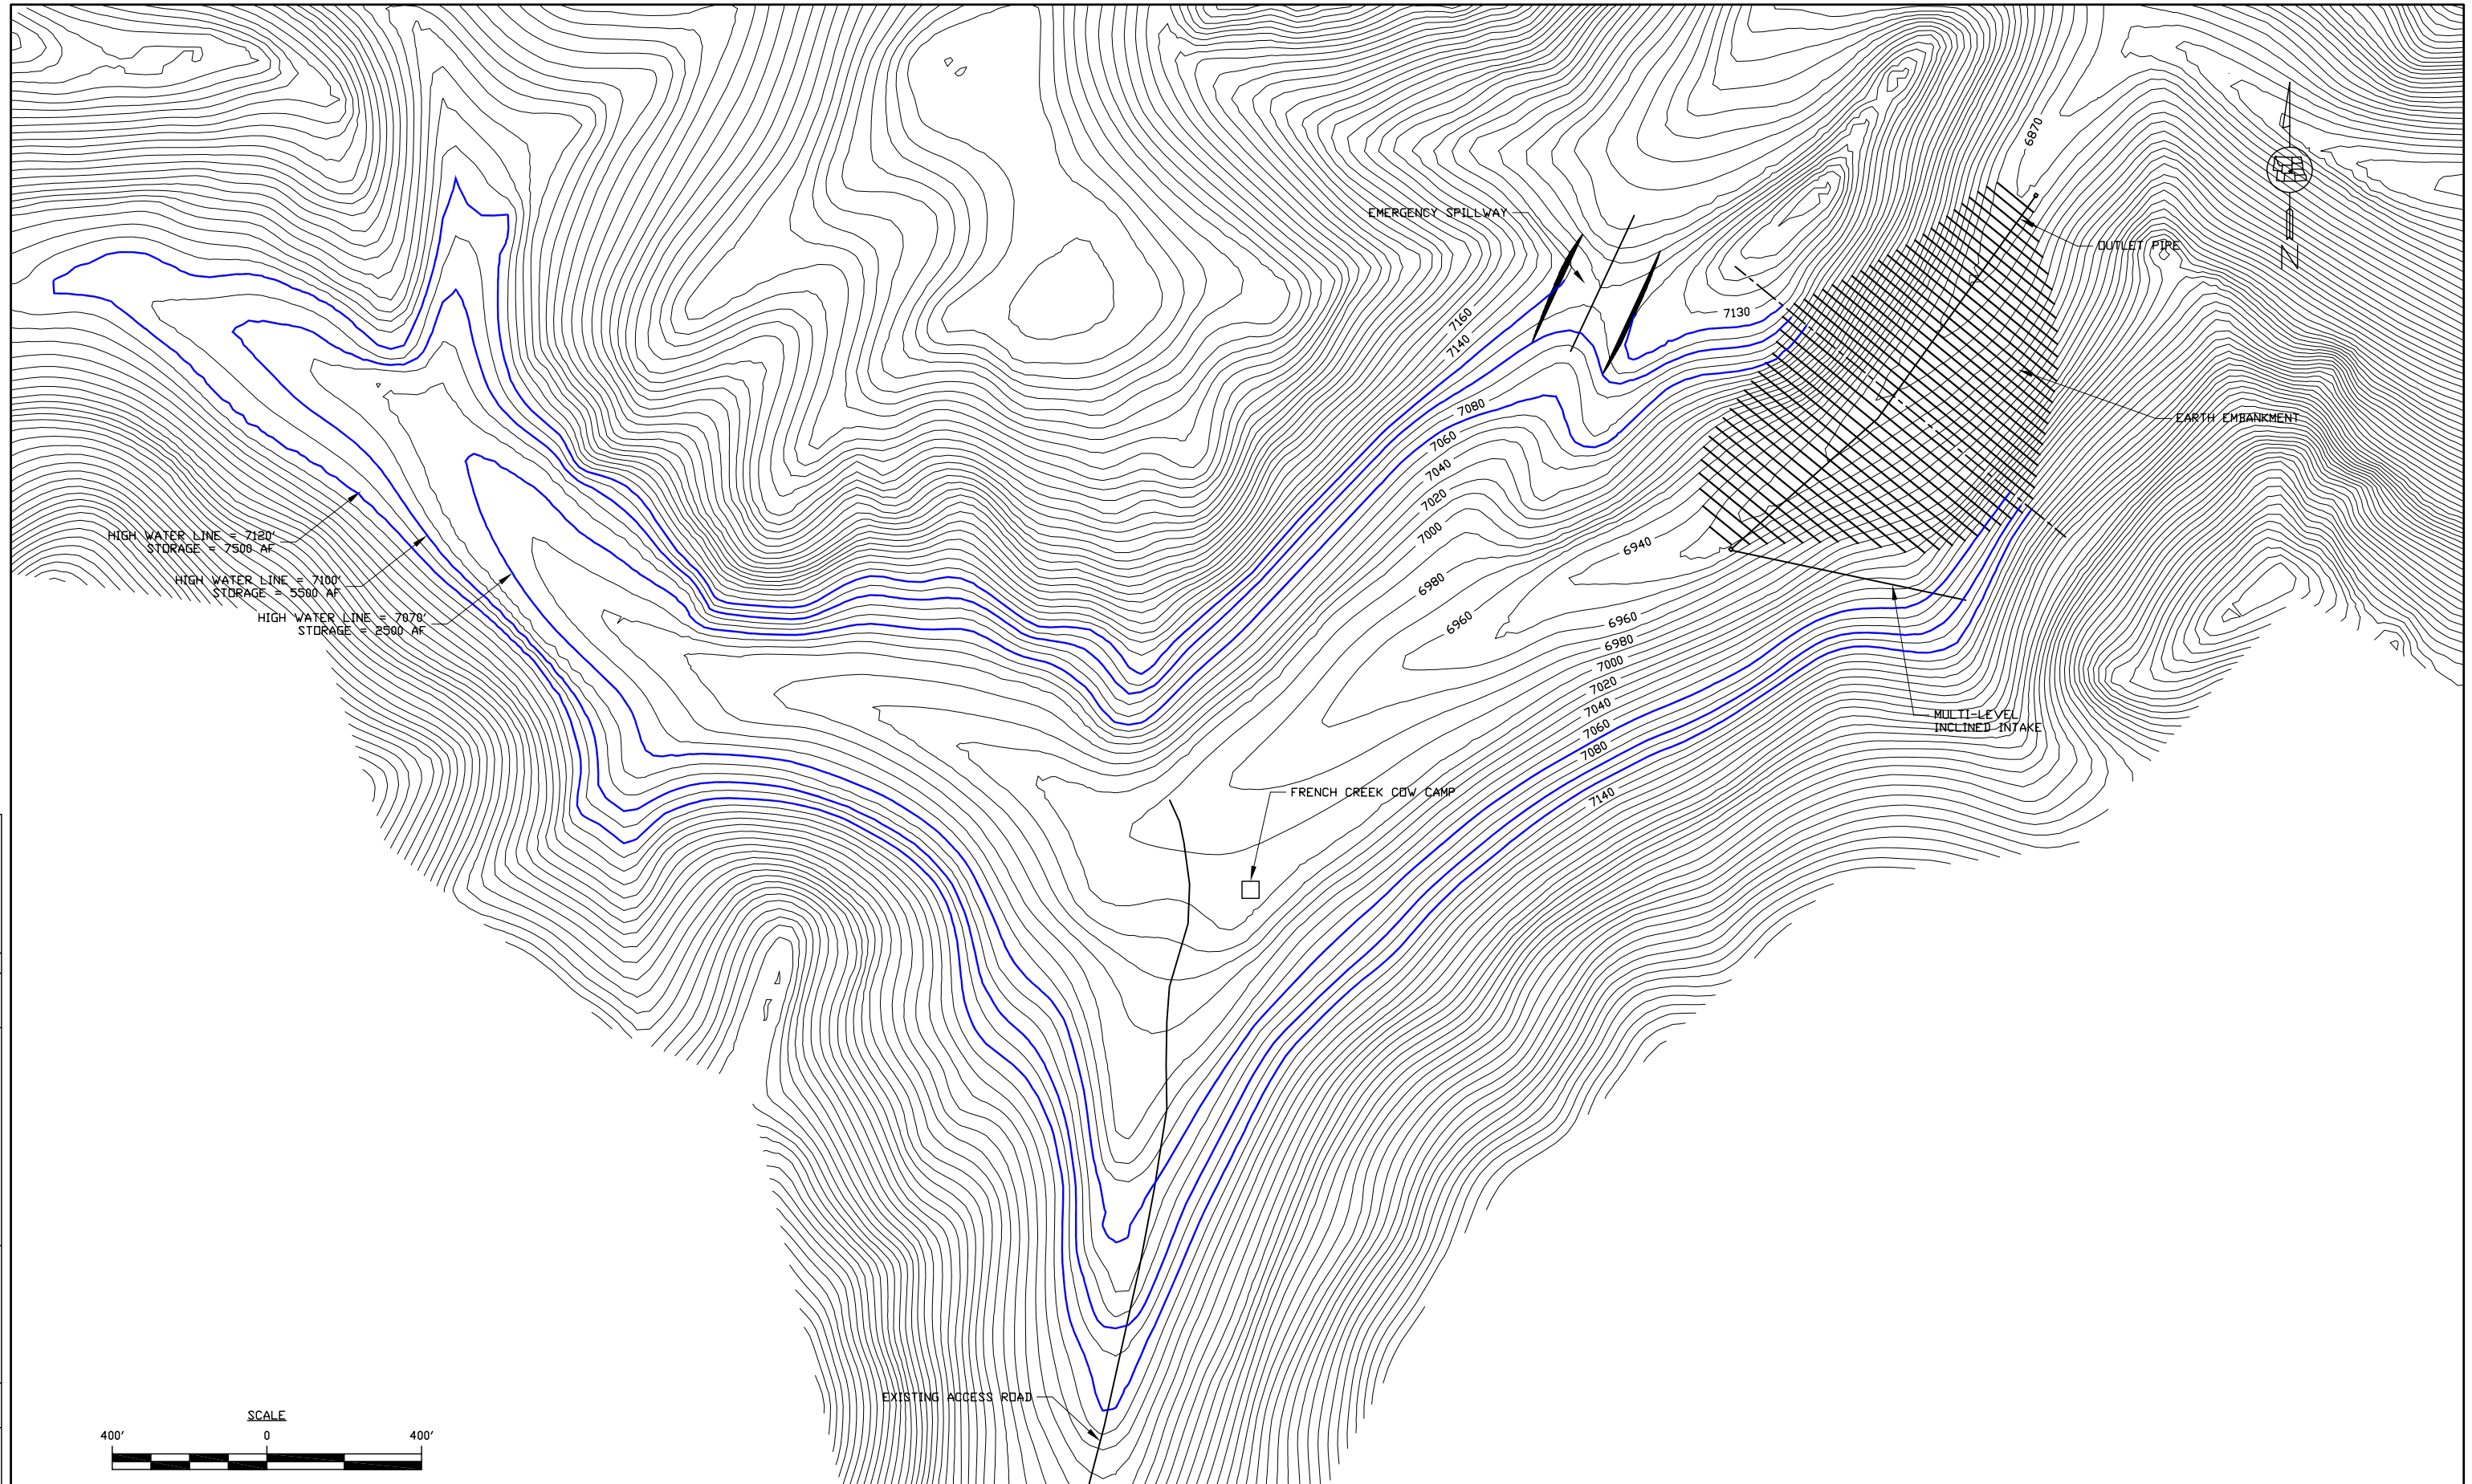 6870
EMERGENCY SPILLWAY
OUTLET PIPE
N
7160
7140
7130
7080
7060
7040
7020
7000
6980
6960
6940
EARTH EMBANKMENT
HIGH WATER LINE = 7120'
STORAGE = 7500 AF
HIGH WATER LINE = 7100'
STORAGE = 5500 AF
HIGH WATER LINE = 7070'
STORAGE = 2500 AF
6960
6980
7000
7020
7040
7060
7080
7140
MULTI-LEVEL
INCLINED INTAKE
FRENCH CREEK COW CAMP
EXISTING ACCESS ROAD
SCALE
400' 0 400'